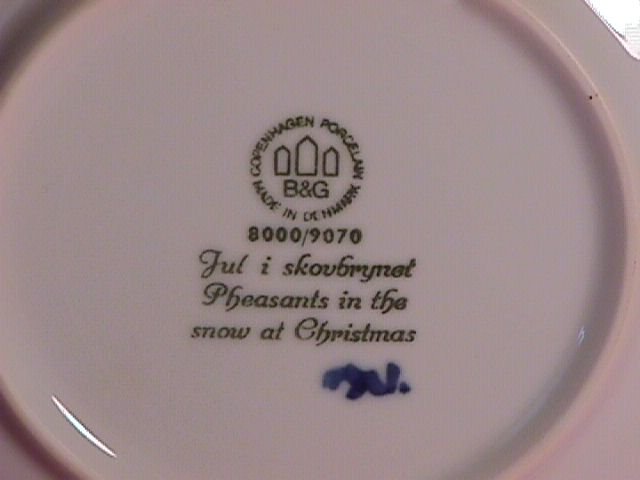 COPENHAGEN PORCELAIN
B&G
MADE IN DENMARK
8000/9070
Jul i skovbrynet
Pheasants in the
snow at Christmas